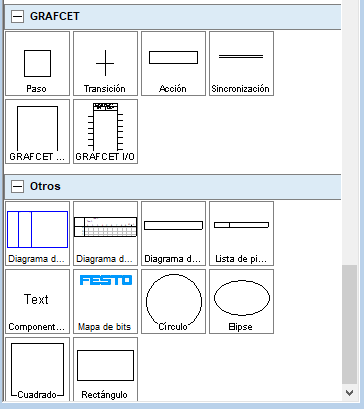 GRAFCET
Paso
Transición
Acción
Sincronización
GRAFCET ...
GRAFCET I/O
Otros
Diagrama d...
Diagrama d...
Diagrama d...
Lista de pi...
Text
Component...
FESTO
Mapa de bits
Círculo
Elipse
Cuadrado
Rectángulo